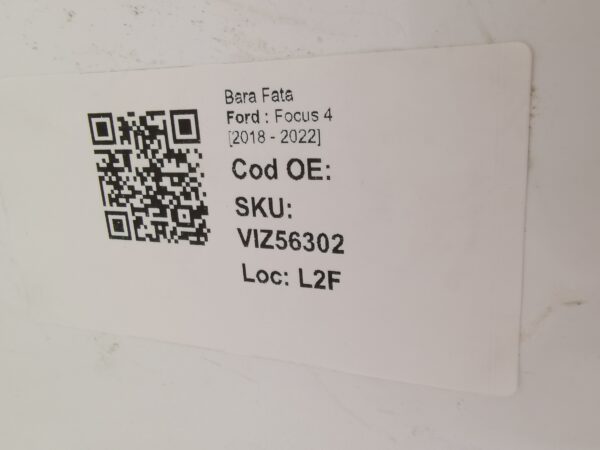 Bara Fata
Ford : Focus 4
[2018 - 2022]
Cod OE:
SKU:
VIZ56302
Loc: L2F